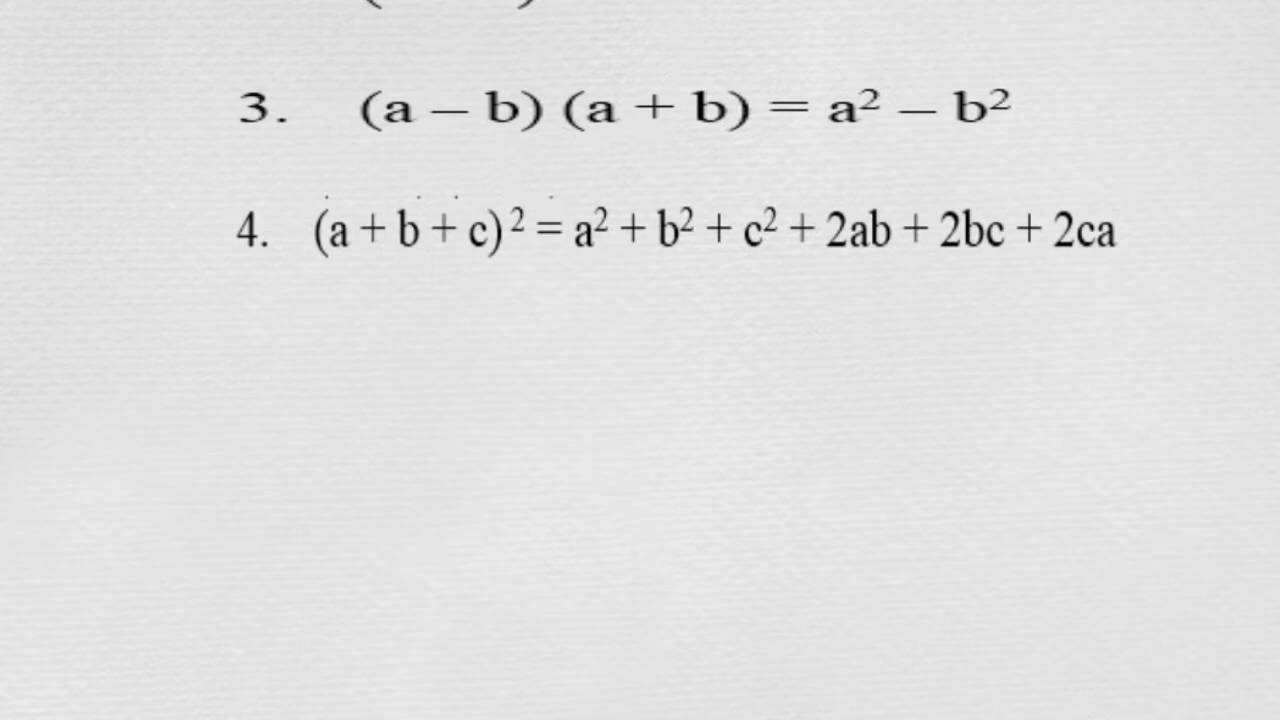 3. (a – b) (a + b) = a² – b²
4. (a + b + c)² = a² + b² + c² + 2ab + 2bc + 2ca